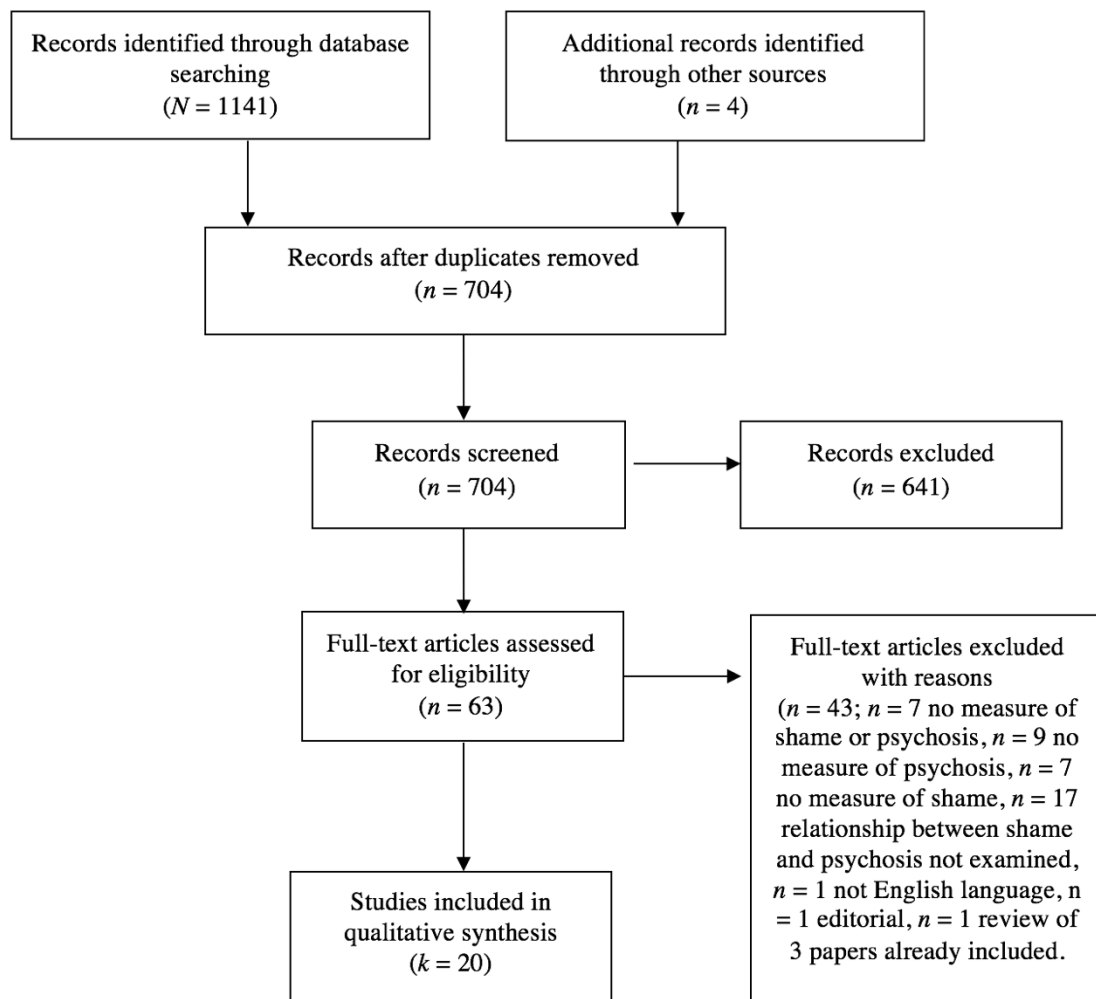 Records identified through database
searching
(N = 1141)
Additional records identified
through other sources
(n = 4)
Records after duplicates removed
(n = 704)
Records screened
(n = 704)
Records excluded
(n = 641)
Full-text articles assessed
for eligibility
(n = 63)
Full-text articles excluded
with reasons
(n = 43; n = 7 no measure of
shame or psychosis, n = 9 no
measure of psychosis, n = 7
no measure of shame, n = 17
relationship between shame
and psychosis not examined,
n = 1 not English language, n
= 1 editorial, n = 1 review of
3 papers already included.
Studies included in
qualitative synthesis
(k = 20)